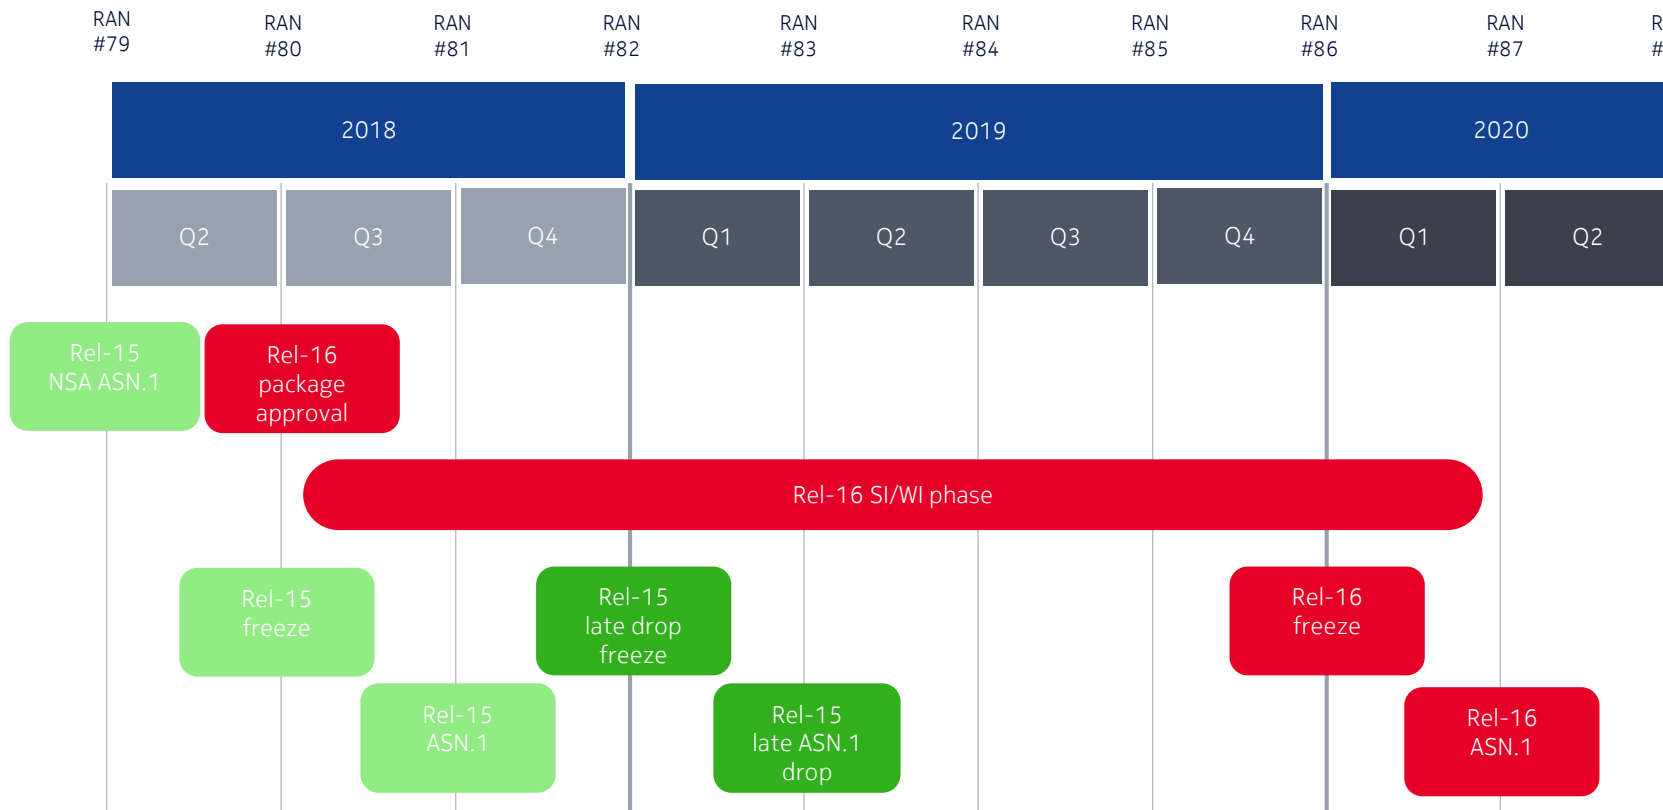 RAN
#79
RAN
#80
RAN
#81
RAN
#82
RAN
#83
RAN
#84
RAN
#85
RAN
#86
RAN
#87
2018
2019
2020
Q2
Q3
Q4
Q1
Q2
Q3
Q4
Q1
Q2
Rel-15
NSA ASN.1
Rel-16
package
approval
Rel-16 SI/WI phase
Rel-15
freeze
Rel-15
late drop
freeze
Rel-16
freeze
Rel-15
ASN.1
Rel-15
late ASN.1
drop
Rel-16
ASN.1